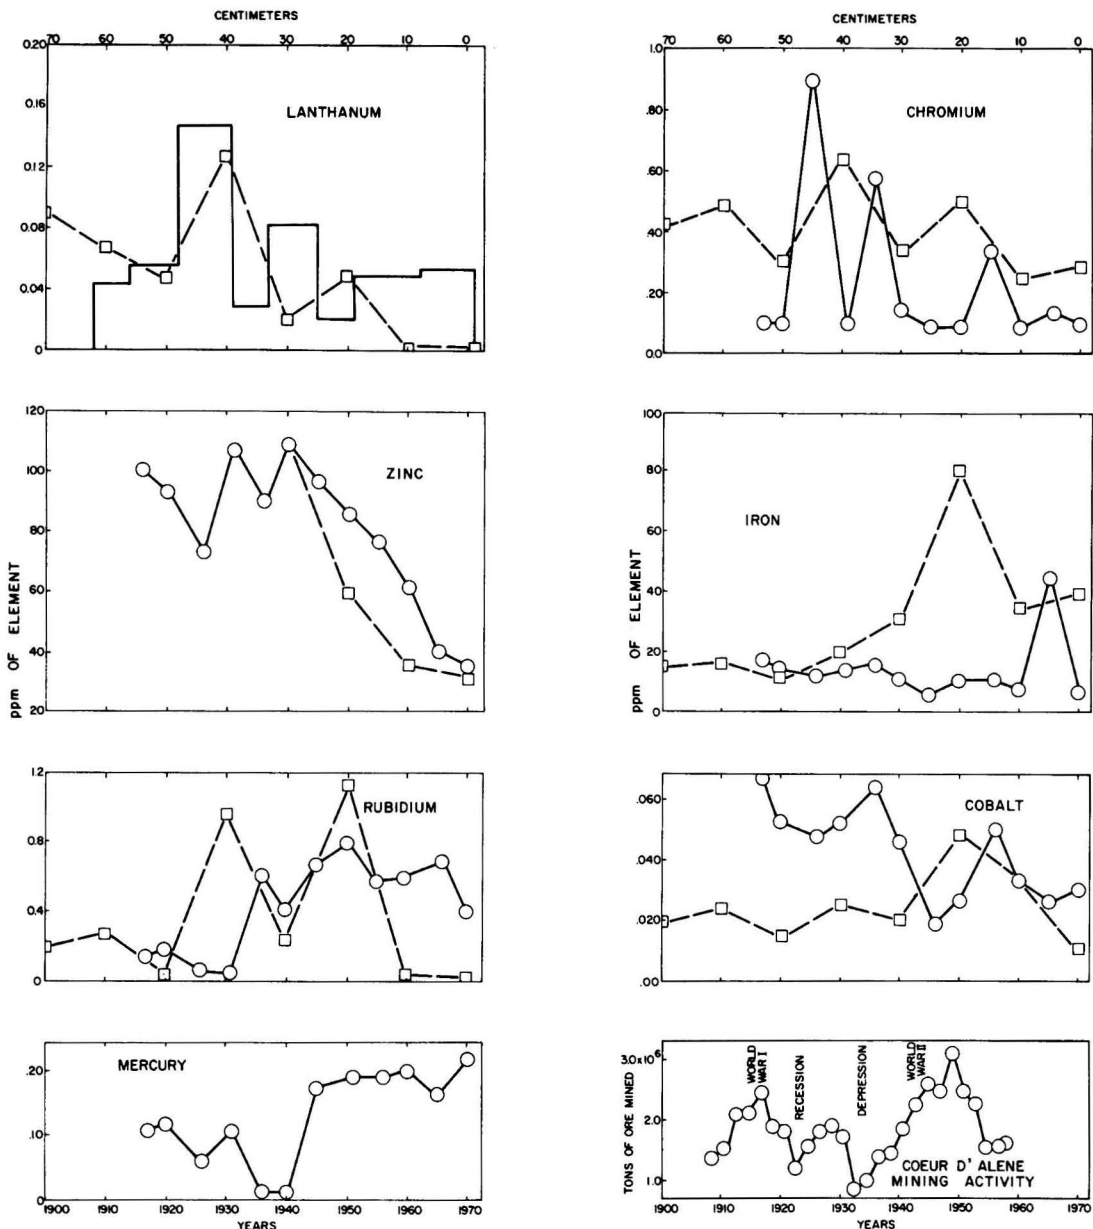 CENTIMETERS
70 60 50 40 30 20 10 0
0.20
0.16
0.12
0.08
0.04
0
LANTHANUM
CENTIMETERS
70 60 50 40 30 20 10 0
1.0
.80
.60
.40
.20
0.0
CHROMIUM
120
100
80
60
40
20
ZINC
ppm OF ELEMENT
100
80
60
40
20
0
IRON
ppm OF ELEMENT
1.2
0.8
0.4
0
RUBIDIUM
.060
.040
.020
.00
COBALT
.20
.10
0
MERCURY
1900 1910 1920 1930 1940 1950 1960 1970
YEARS
TONS OF ORE MINED
3.0x10⁶
2.0
1.0
WORLD
WAR I
RECESSION
DEPRESSION
WORLD
WAR II
COEUR D' ALENE
MINING ACTIVITY
1900 1910 1920 1930 1940 1950 1960 1970
YEARS